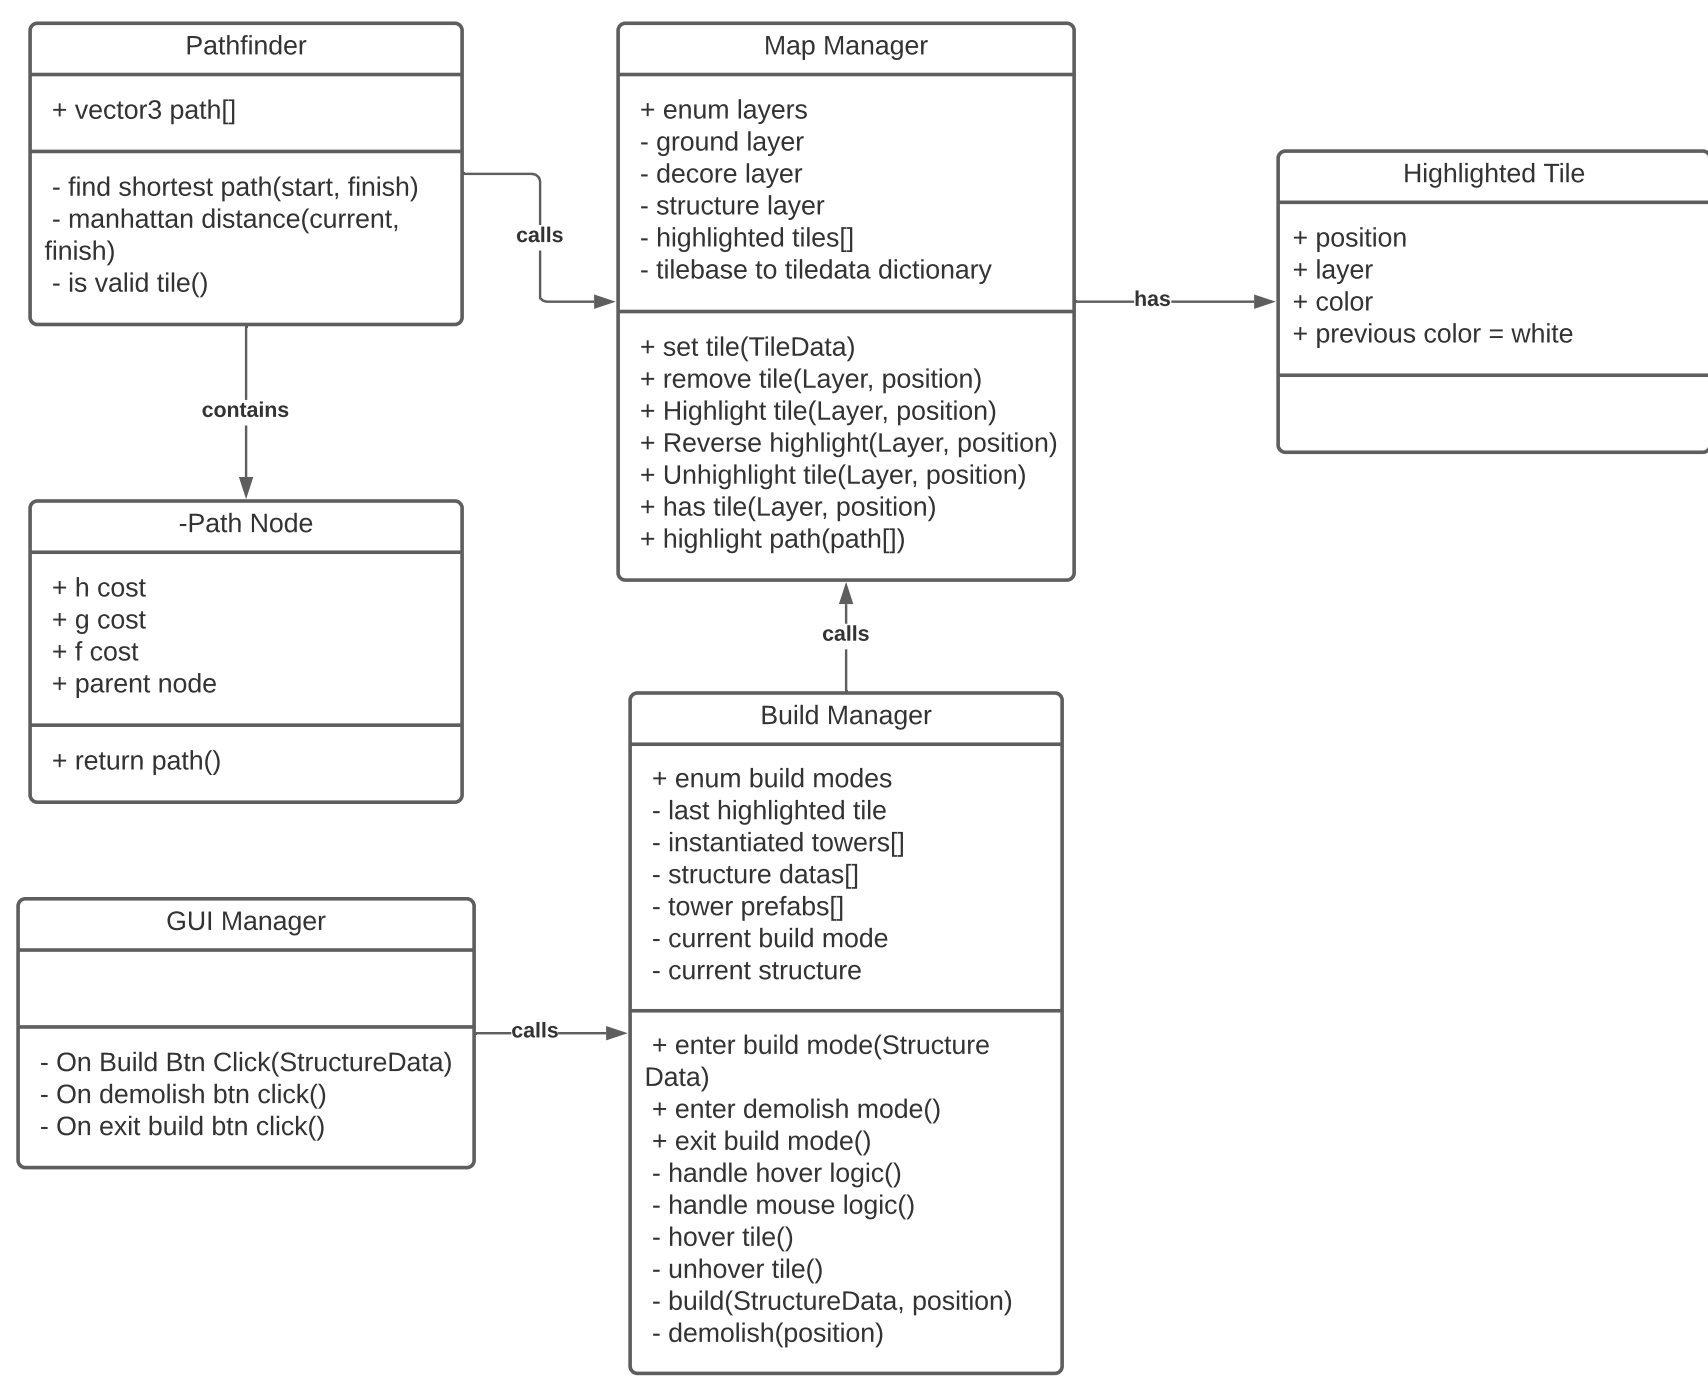 Pathfinder
+ vector3 path[]
- find shortest path(start, finish)
- manhattan distance(current,
finish)
- is valid tile()
calls
contains
-Path Node
+ h cost
+ g cost
+ f cost
+ parent node
+ return path()
Map Manager
+ enum layers
- ground layer
- decore layer
- structure layer
- highlighted tiles[]
- tilebase to tiledata dictionary
+ set tile(TileData)
+ remove tile(Layer, position)
+ Highlight tile(Layer, position)
+ Reverse highlight(Layer, position)
+ Unhighlight tile(Layer, position)
+ has tile(Layer, position)
+ highlight path(path[])
has
Highlighted Tile
+ position
+ layer
+ color
+ previous color = white
calls
Build Manager
+ enum build modes
- last highlighted tile
- instantiated towers[]
- structure datas[]
- tower prefabs[]
- current build mode
- current structure
+ enter build mode(Structure
Data)
+ enter demolish mode()
+ exit build mode()
- handle hover logic()
- handle mouse logic()
- hover tile()
- unhover tile()
- build(StructureData, position)
- demolish(position)
GUI Manager
- On Build Btn Click(StructureData)
- On demolish btn click()
- On exit build btn click()
calls